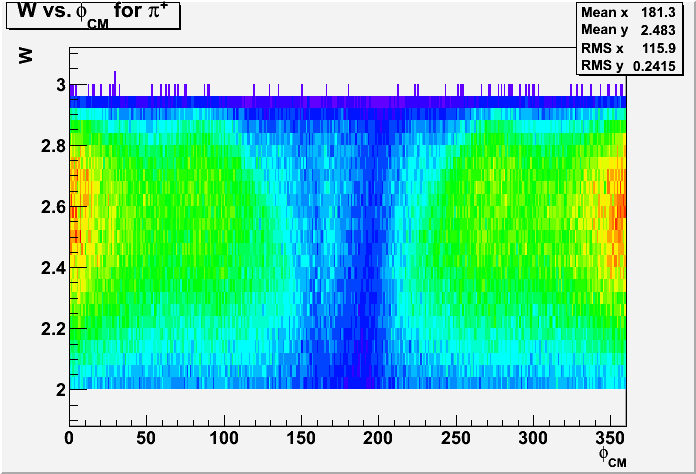 W vs. ϕCM for π+
Mean x 181.3
Mean y 2.483
RMS x 115.9
RMS y 0.2415
W
3
2.8
2.6
2.4
2.2
2
0 50 100 150 200 250 300 350
ϕCM